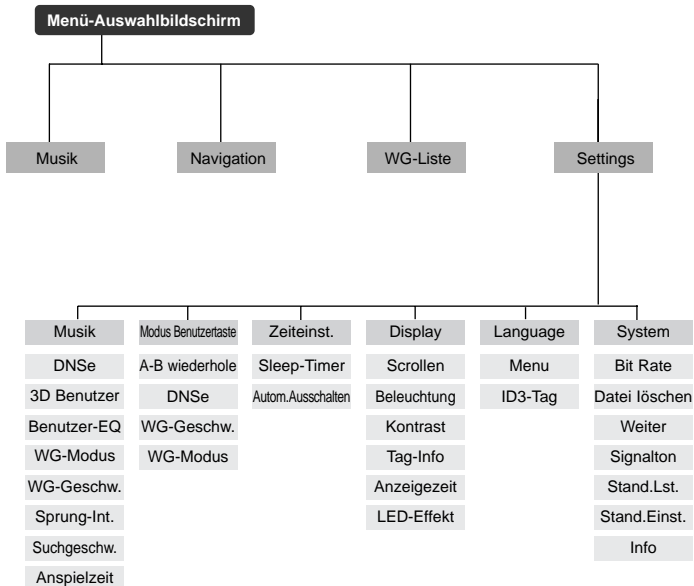 Menü-Auswahlbildschirm
Musik Navigation WG-Liste Settings
Musik Modus Benutzertaste Zeiteinst. Display Language System
DNSe A-B wiederhole Sleep-Timer Scrollen Menu Bit Rate
3D Benutzer DNSe Autom.Ausschalten Beleuchtung ID3-Tag Datei löschen
Benutzer-EQ WG-Geschw. Kontrast Weiter
WG-Modus WG-Modus Tag-Info Signalton
WG-Geschw. Anzeigezeit Stand.Lst.
Sprung-Int. LED-Effekt Stand.Einst.
Suchgeschw. Info
Anspielzeit